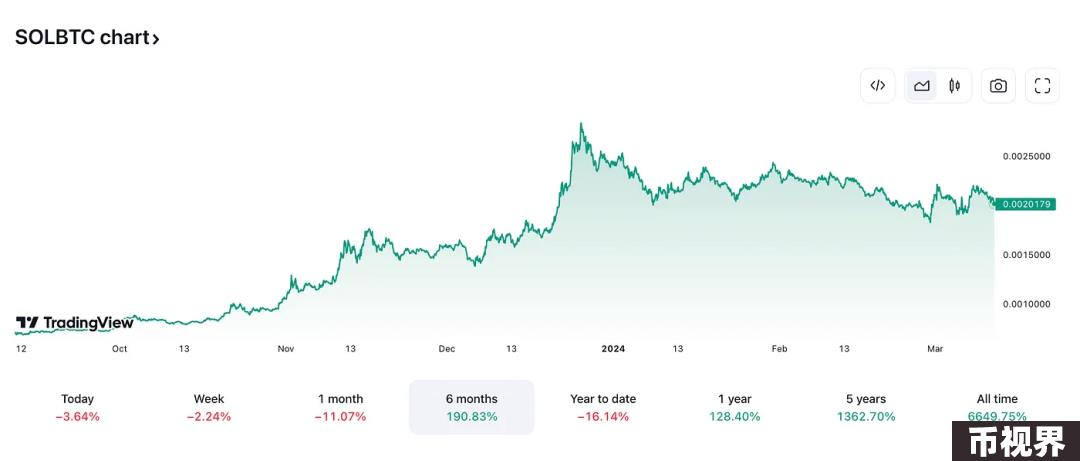 SOLBTC chart›
0.0025000
0.0020179
0.0015000
0.0010000
TradingView
12 Oct 13 Nov 13 Dec 13 2024 13 Feb 13 Mar
Today Week 1 month 6 months Year to date 1 year 5 years All time
−3.64% −2.24% −11.07% 190.83% −16.14% 128.40% 1362.70% 6649.75%
币视界